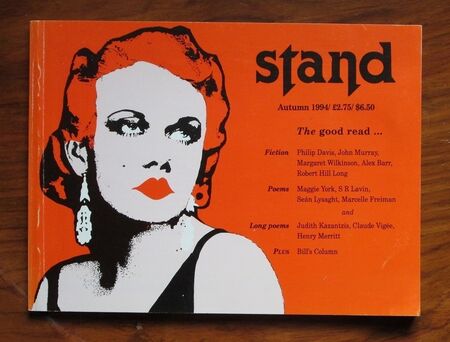 stand
Autumn 1994/ £2.75/ $6.50
The good read ...
Fiction Philip Davis, John Murray,
Margaret Wilkinson, Alex Barr,
Robert Hill Long
Poems Maggie York, S R Lavin,
Seán Lysaght, Marcelle Freiman
and
Long poems Judith Kazantzis, Claude Vigée,
Henry Merritt
PLUS Bill's Column